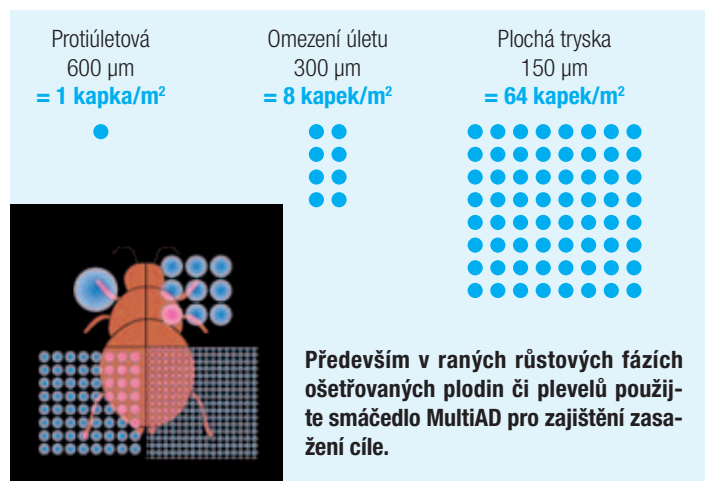 Protiúletová
600 µm
= 1 kapka/m²
Omezení úletu
300 µm
= 8 kapek/m²
Plochá tryska
150 µm
= 64 kapek/m²
Především v raných růstových fázích
ošetřovaných plodin či plevelů použij-
te smáčedlo MultiAD pro zajištění zasa-
žení cíle.